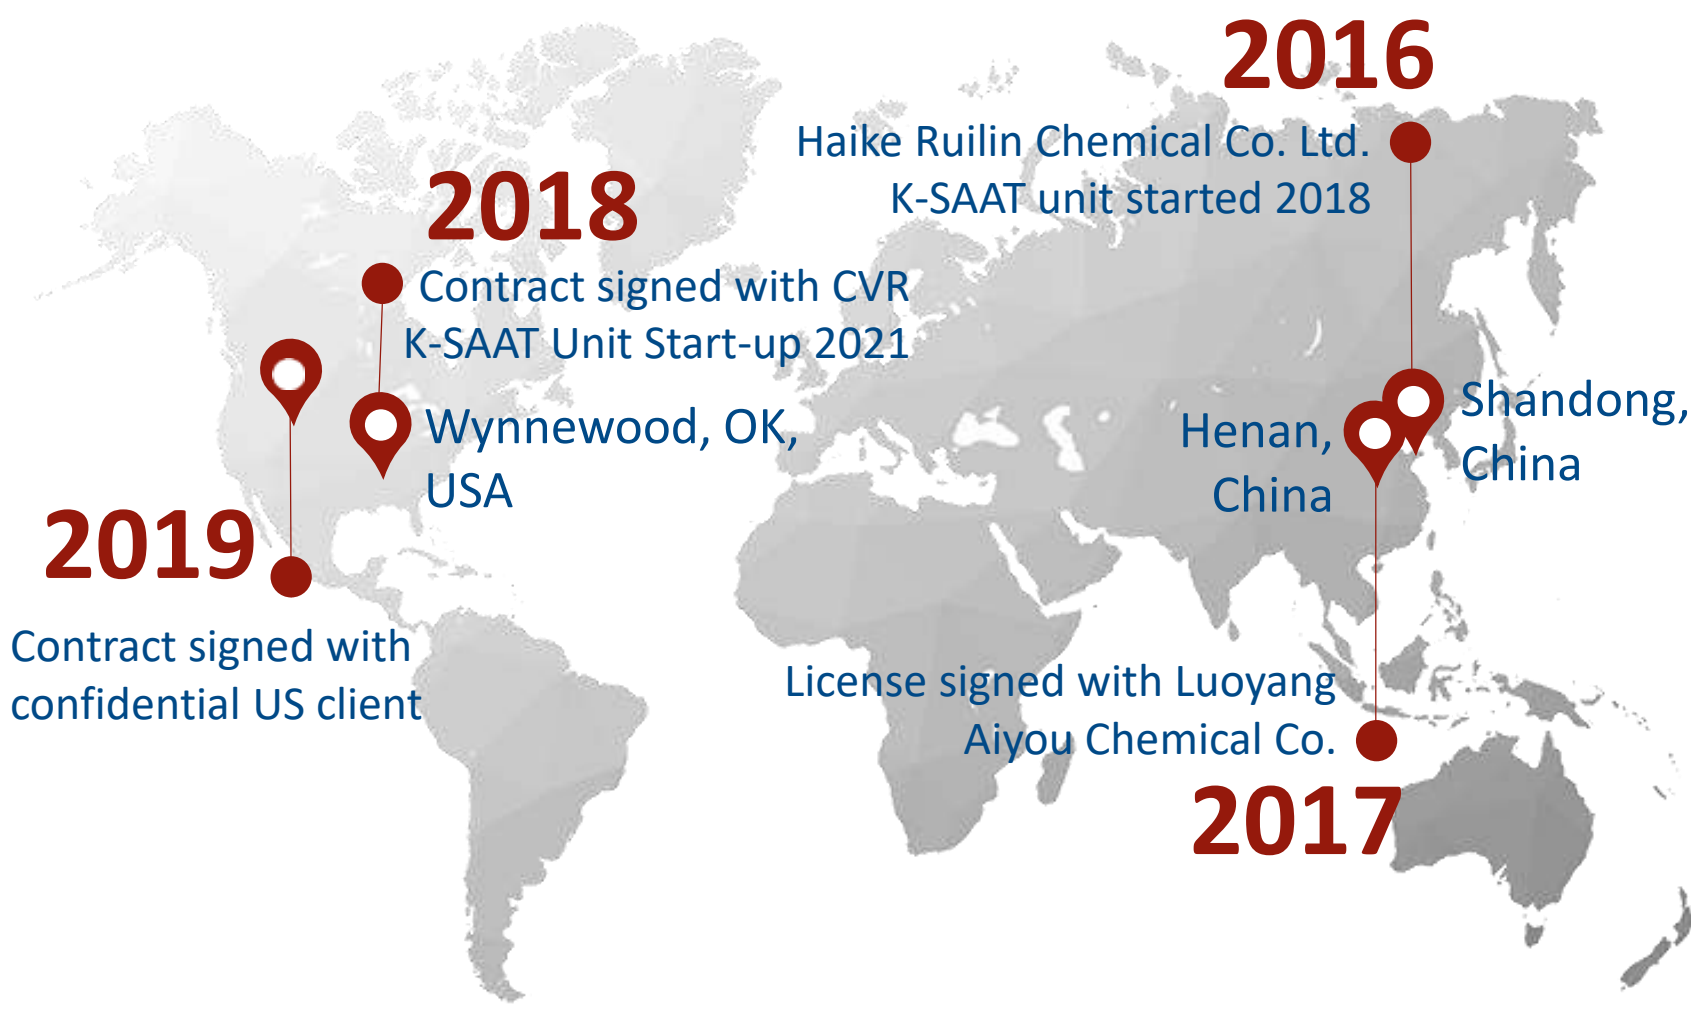 2016
Haike Ruilin Chemical Co. Ltd.
K-SAAT unit started 2018
Shandong,
China
2018
Contract signed with CVR
K-SAAT Unit Start-up 2021
Wynnewood, OK,
USA
Henan,
China
License signed with Luoyang
Aiyou Chemical Co.
2017
2019
Contract signed with
confidential US client